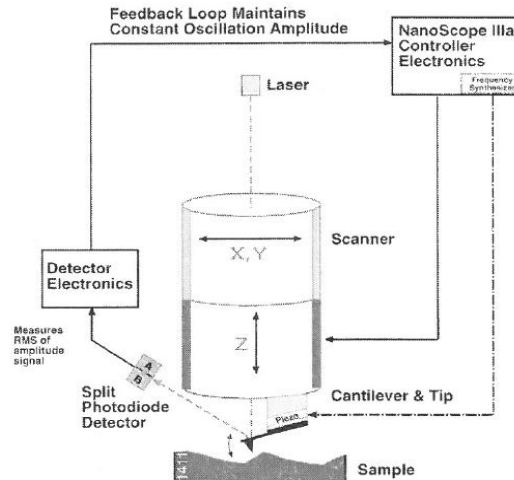 Feedback Loop Maintains
Constant Oscillation Amplitude
NanoScope IIIa
Controller
Electronics
Frequency
Synthesizer
Laser
X, Y
Scanner
Detector
Electronics
Measures
RMS of
amplitude
signal
Z
A
B
Split
Photodiode
Detector
Cantilever & Tip
Piezo
Sample
1411